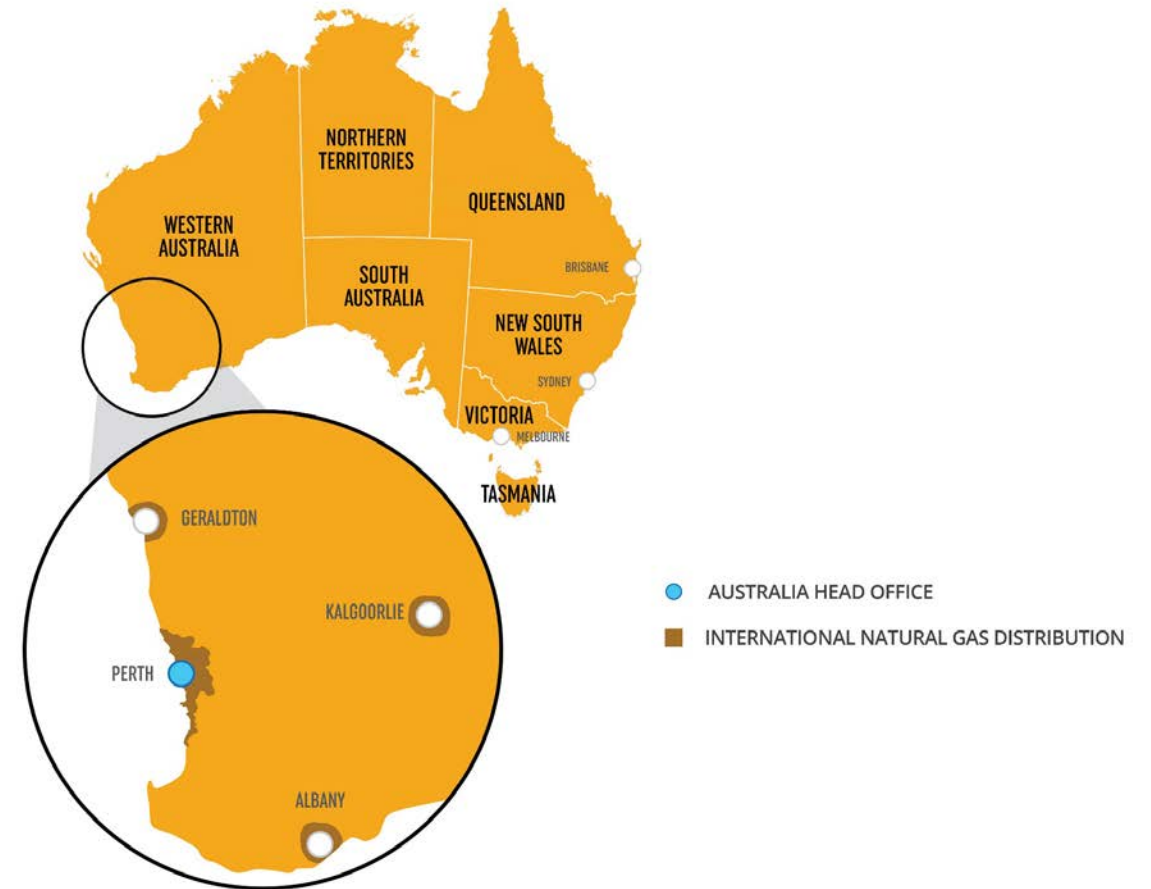 NORTHERN
TERRITORIES
QUEENSLAND
WESTERN
AUSTRALIA
BRISBANE
SOUTH
AUSTRALIA
NEW SOUTH
WALES
SYDNEY
VICTORIA
MELBOURNE
TASMANIA
GERALDTON
KALGOORLIE
PERTH
ALBANY
AUSTRALIA HEAD OFFICE
INTERNATIONAL NATURAL GAS DISTRIBUTION